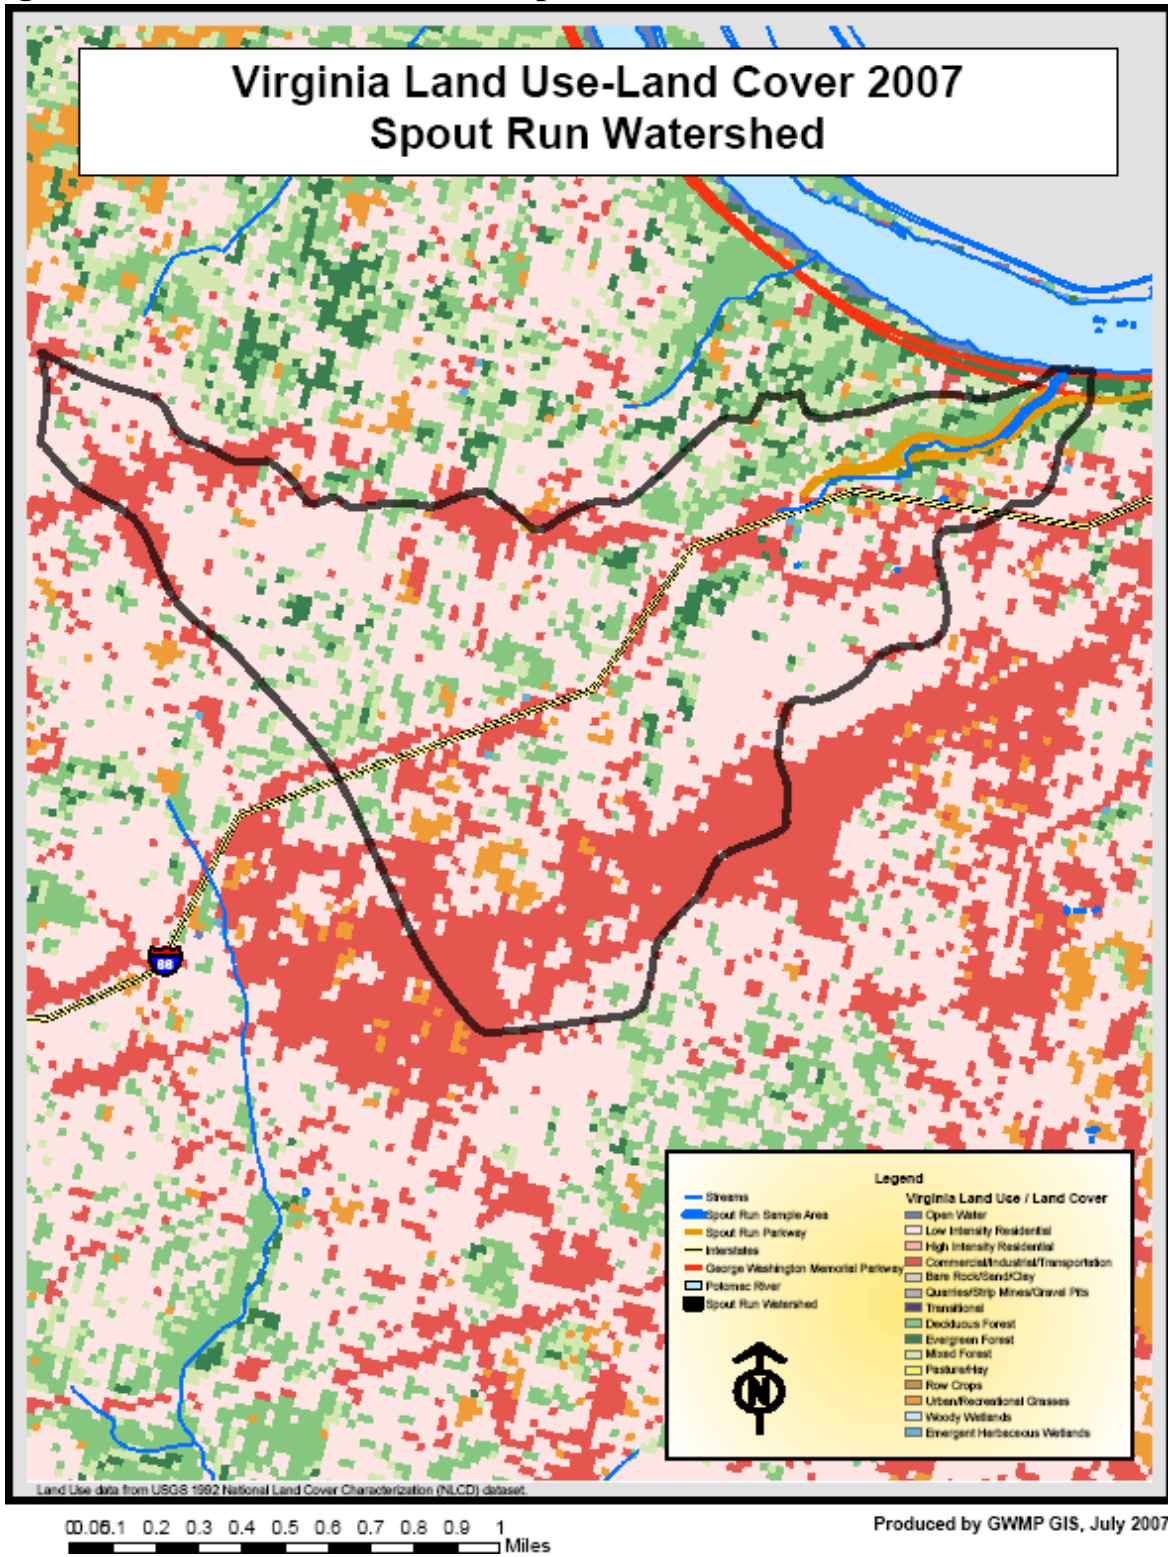 Virginia Land Use-Land Cover 2007
Spout Run Watershed
88
Legend
Streams
Spout Run Sample Area
Spout Run Parkway
Interstates
George Washington Memorial Parkway
Potomac River
Spout Run Watershed
N
Virginia Land Use / Land Cover
Open Water
Low Intensity Residential
High Intensity Residential
Commercial/Industrial/Transportation
Bare Rock/Sand/Clay
Quarries/Strip Mines/Gravel Pits
Transitional
Deciduous Forest
Evergreen Forest
Mixed Forest
Pasture/Hay
Row Crops
Urban/Recreational Grasses
Woody Wetlands
Emergent Herbaceous Wetlands
Land Use data from USGS 1992 National Land Cover Characterization (NLCD) dataset.
0 0.05 0.1 0.2 0.3 0.4 0.5 0.6 0.7 0.8 0.9 1
Miles
Produced by GWMP GIS, July 2007